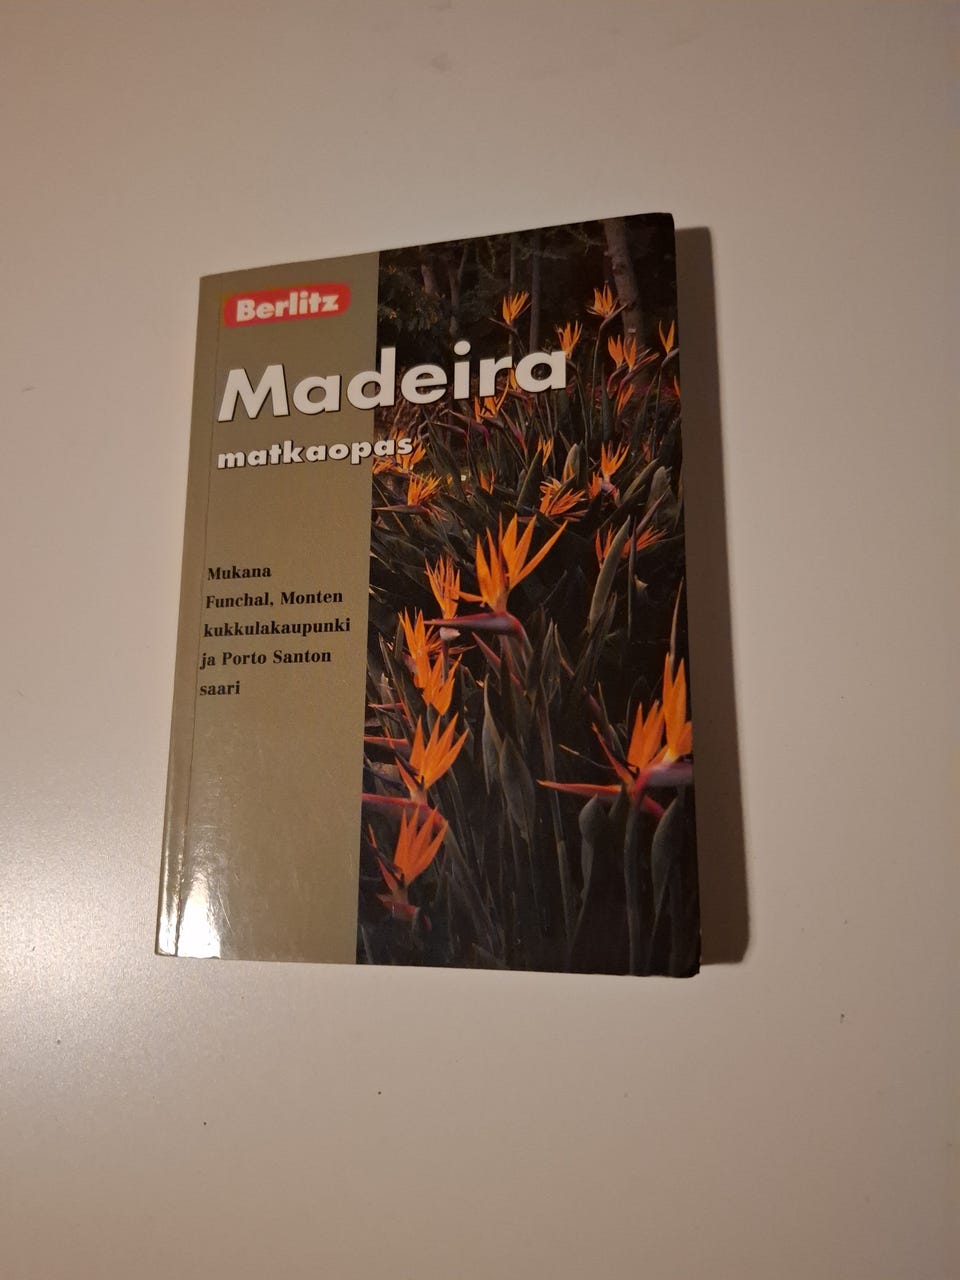 Berlitz
Madeira
matkaopas
Mukana
Funchal, Monten
kukkulakaupunki
ja Porto Santon
saari